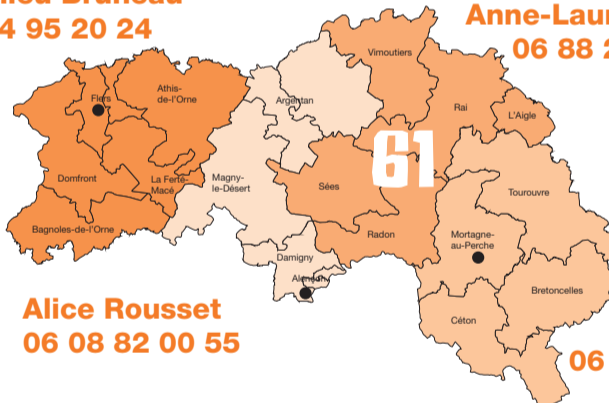 4 95 20 24
Anne-Laur
06 88 2
Vimoutiers
Athis-
de-l'Orne
Flers
Argentan
Rai
L'Aigle
61
Domfront
La Ferté-
Macé
Magny-
le-Désert
Sées
Tourouvre
Bagnoles-de-l'Orne
Radon
Mortagne-
au-Perche
Damigny
Alençon
Bretoncelles
Céton
Alice Rousset
06 08 82 00 55
06